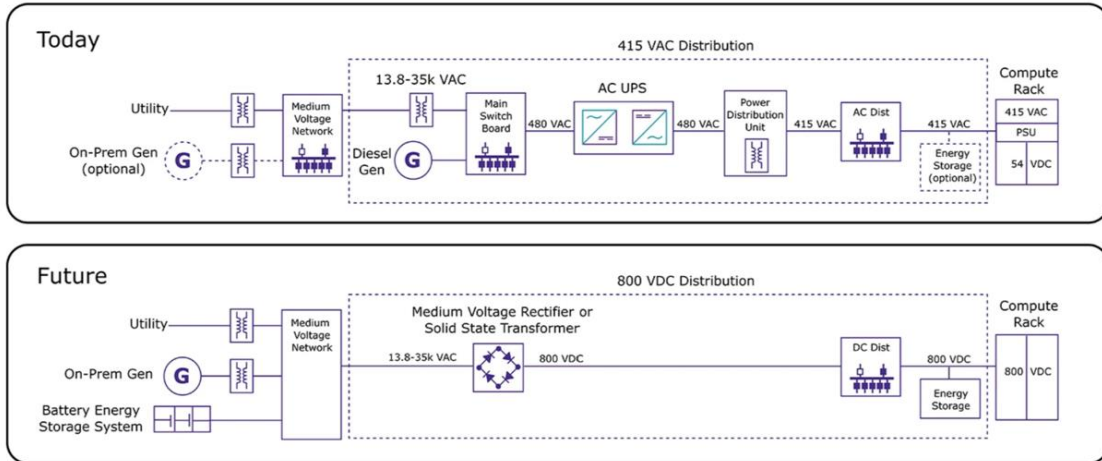 Today
415 VAC Distribution
13.8-35k VAC
Compute
Rack
Utility
Medium
Voltage
Network
Main
Switch
Board
480 VAC
AC UPS
480 VAC
Power
Distribution
Unit
415 VAC
AC Dist
415 VAC
415 VAC
PSU
54 VDC
On-Prem Gen
(optional)
G
Diesel
Gen
G
Energy
Storage
(optional)
Future
800 VDC Distribution
Medium Voltage Rectifier or
Solid State Transformer
Compute
Rack
Utility
Medium
Voltage
Network
13.8-35k VAC
800 VDC
DC Dist
800 VDC
800 VDC
On-Prem Gen
G
Energy
Storage
Battery Energy
Storage System